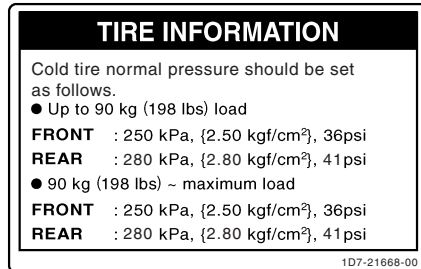 TIRE INFORMATION
Cold tire normal pressure should be set
as follows.
● Up to 90 kg (198 lbs) load
FRONT : 250 kPa, {2.50 kgf/cm²}, 36psi
REAR : 280 kPa, {2.80 kgf/cm²}, 41psi
● 90 kg (198 lbs) ~ maximum load
FRONT : 250 kPa, {2.50 kgf/cm²}, 36psi
REAR : 280 kPa, {2.80 kgf/cm²}, 41psi
1D7-21668-00